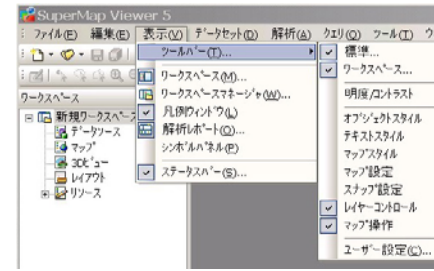 SuperMap Viewer 5
ファイル(F) 編集(E) 表示(V) データセット(D) 解析(A) クエリ(Q) ツール(T) ウ
ツールバー(T)...
ワークスペース(M)...
ワークスペースマネージャ(W)...
凡例ウィンドウ(L)
解析レポート(O)...
シンボルパネル(P)
ステータスバー(S)...
標準...
ワークスペース...
明度/コントラスト
オブジェクトスタイル
テキストスタイル
マップスタイル
マップ設定
スナップ設定
レイヤーコントロール
マップ操作
ユーザー設定(C)...
ワークスペース
新規ワークスペース
データソース
マップ
3Dビュー
レイアウト
リソース